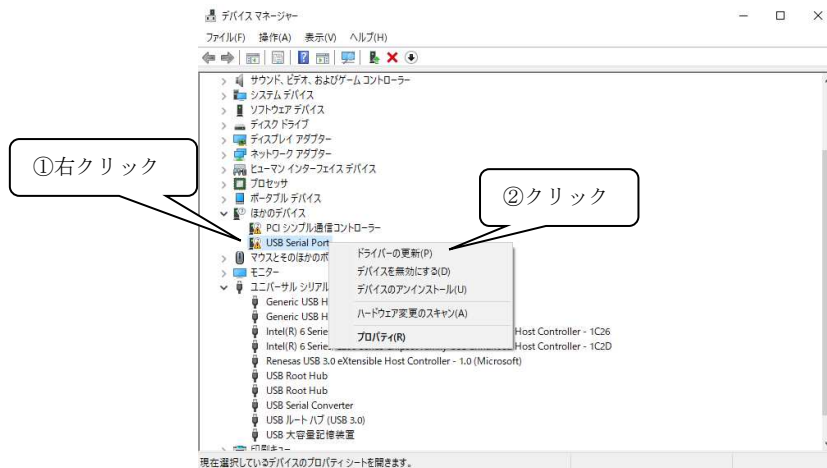 デバイス マネージャー
ファイル(F) 操作(A) 表示(V) ヘルプ(H)
サウンド、ビデオ、およびゲーム コントローラー
システム デバイス
ソフトウェア デバイス
ディスク ドライブ
ディスプレイ アダプター
ネットワーク アダプター
ヒューマン インターフェイス デバイス
プロセッサ
ポータブル デバイス
ほかのデバイス
PCI シンプル通信コントローラー
USB Serial Port
マウスとそのほかのポ
モニター
ユニバーサル シリアル
Generic USB H
Generic USB H
Intel(R) 6 Serie
Host Controller - 1C26
Intel(R) 6 Series
Host Controller - 1C2D
Renesas USB 3.0 eXtensible Host Controller - 1.0 (Microsoft)
USB Root Hub
USB Root Hub
USB Serial Converter
USB ルート ハブ (USB 3.0)
USB 大容量記憶装置
印刷キュー
①右クリック
②クリック
ドライバーの更新(P)
デバイスを無効にする(D)
デバイスのアンインストール(U)
ハードウェア変更のスキャン(A)
プロパティ(R)
現在選択しているデバイスのプロパティ シートを開きます。